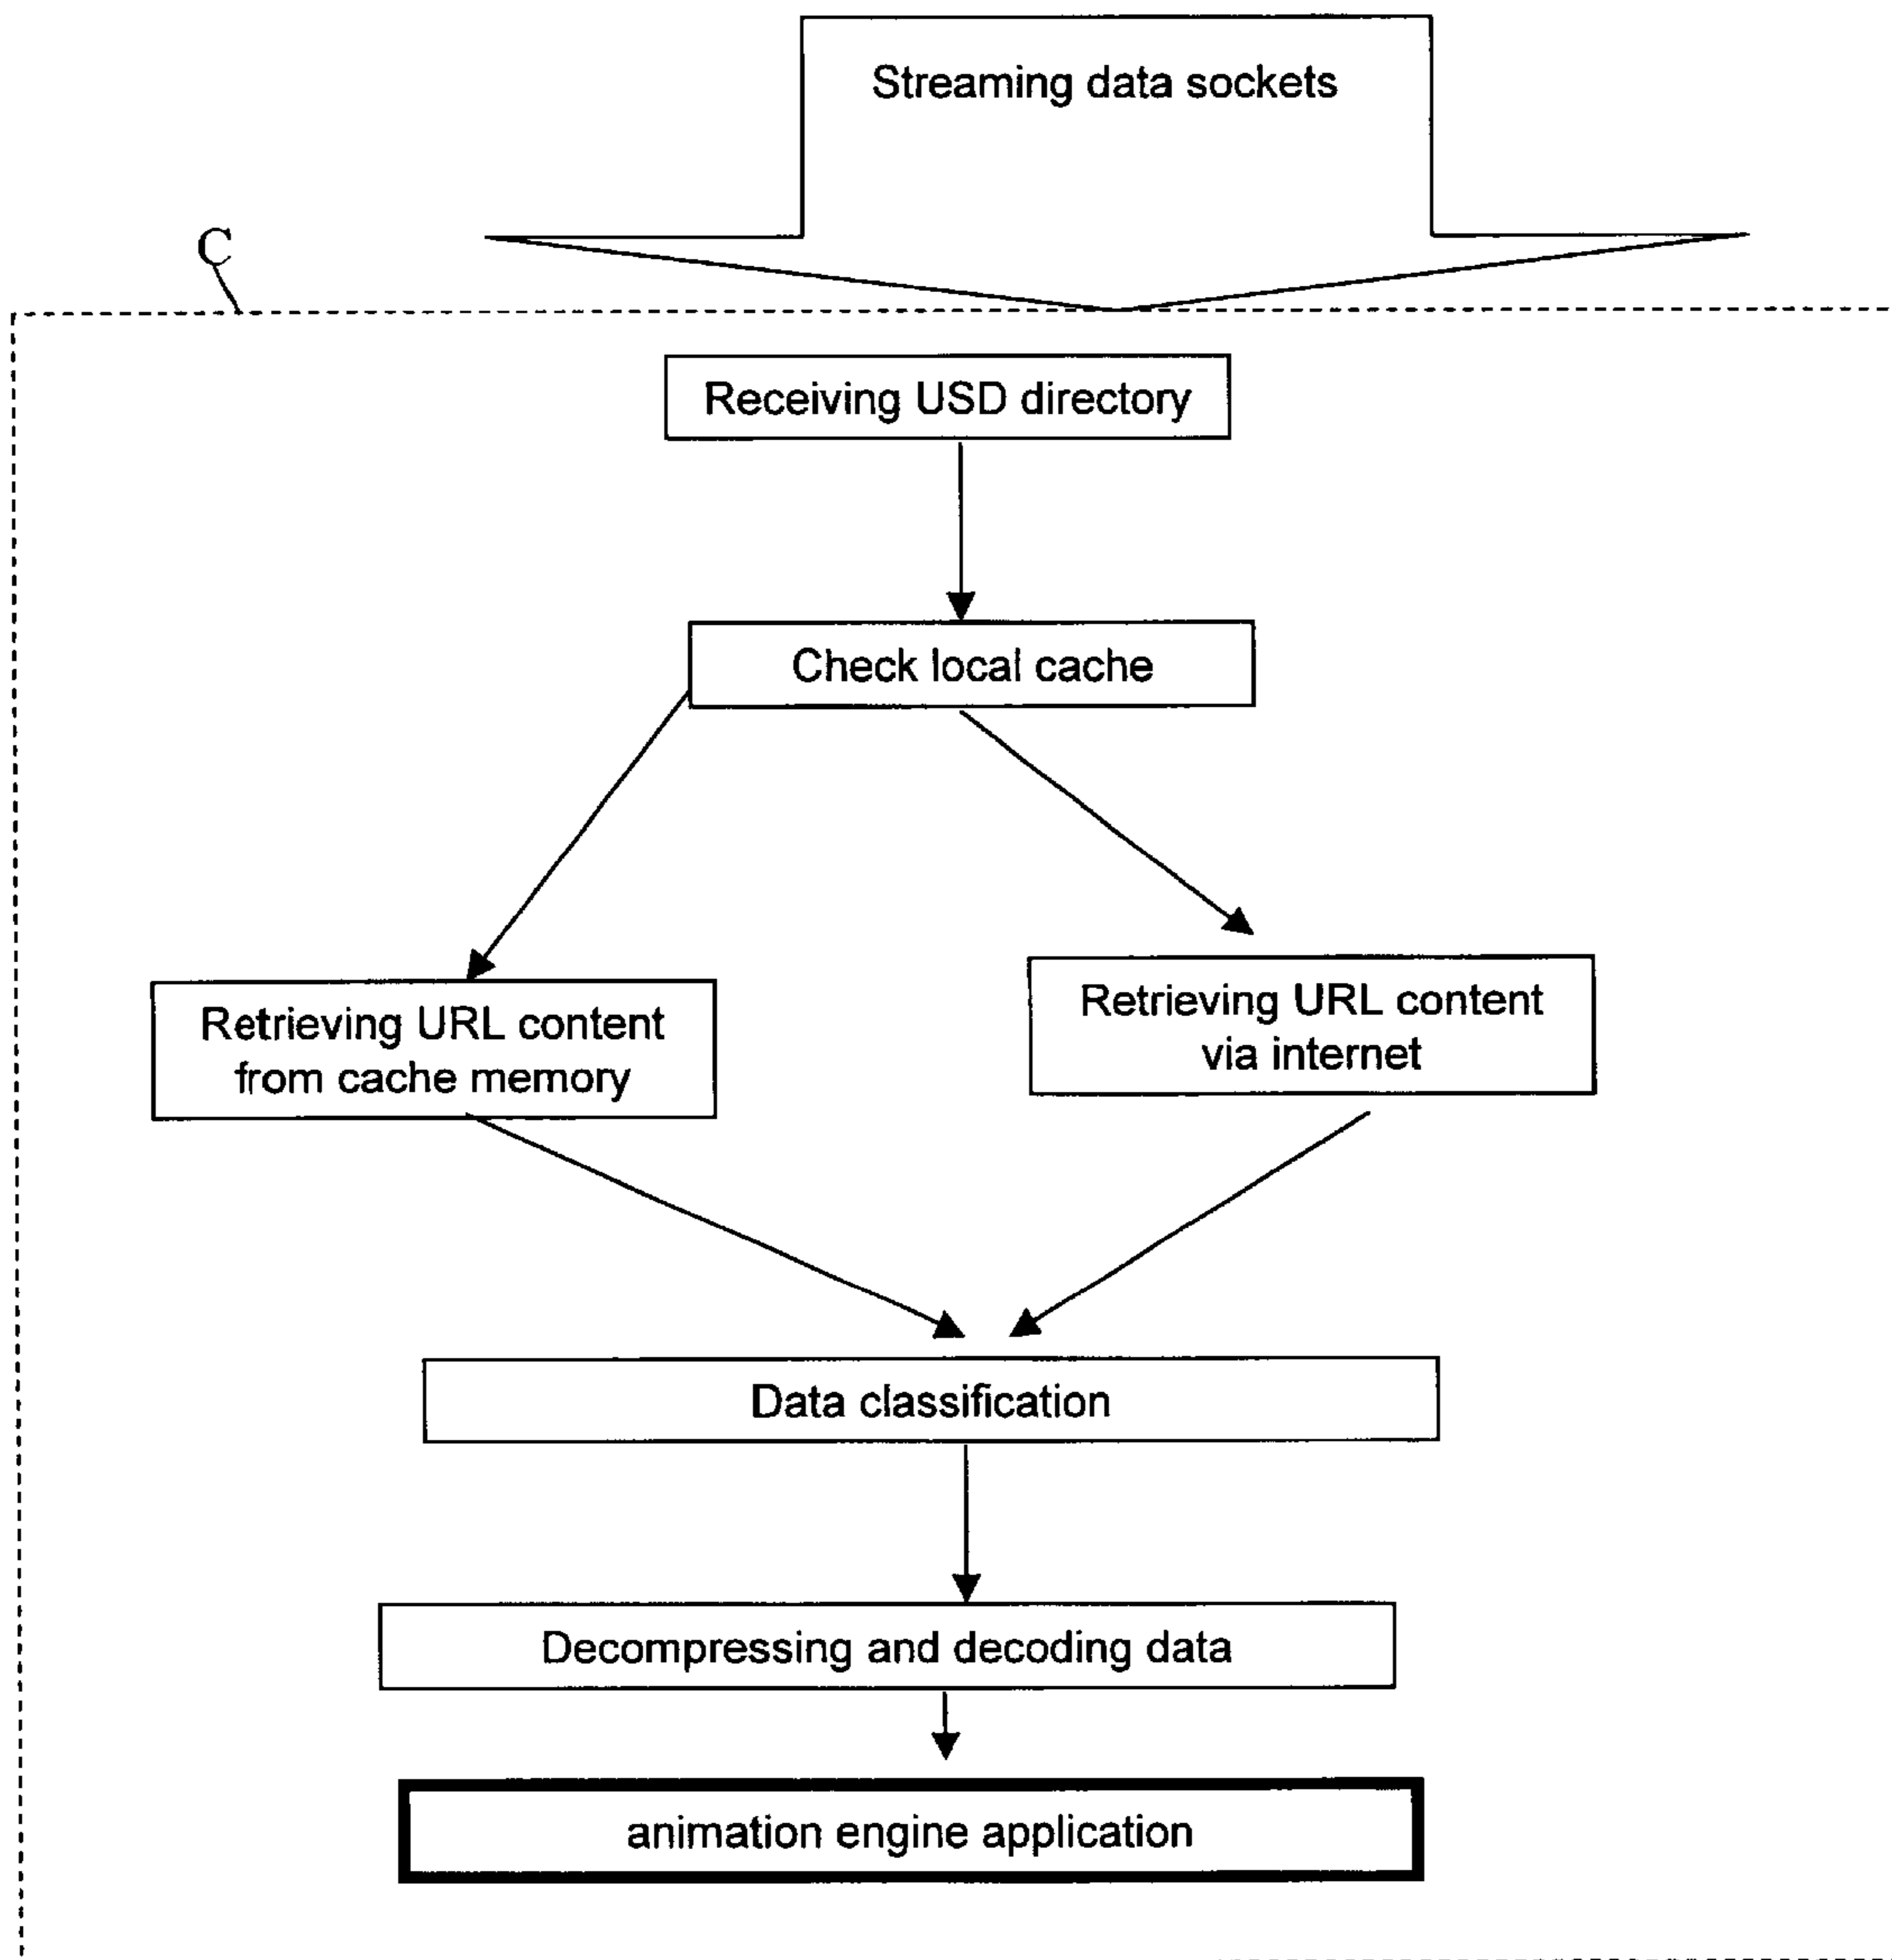 Streaming data sockets
C
Receiving USD directory
Check local cache
Retrieving URL content
from cache memory
Retrieving URL content
via internet
Data classification
Decompressing and decoding data
animation engine application